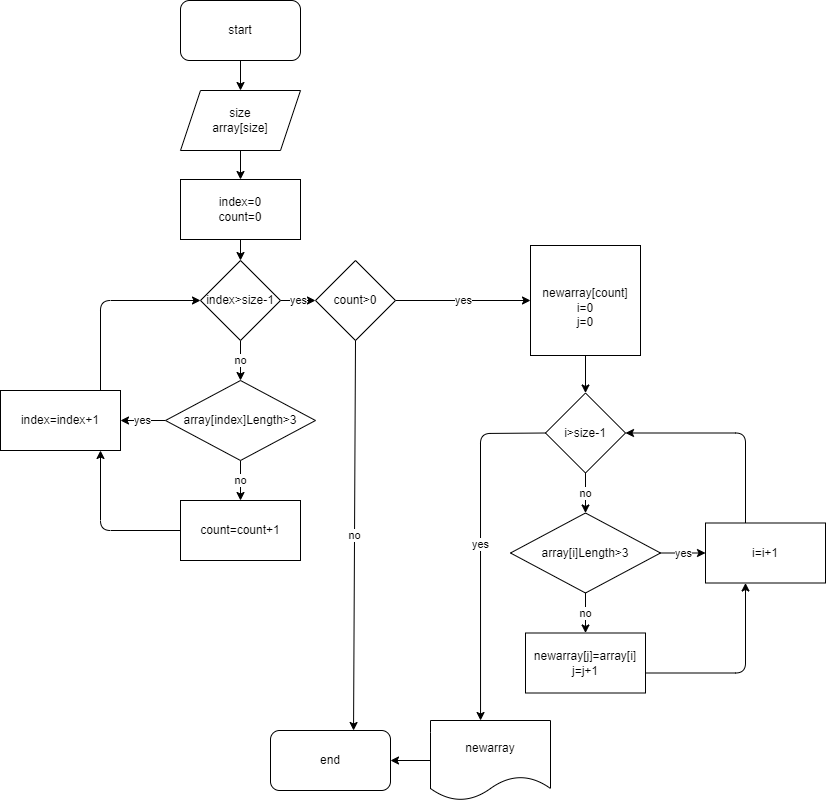 start
size
array[size]
index=0
count=0
index>size-1
yes
count>0
yes
newarray[count]
i=0
j=0
no
array[index]Length>3
yes
index=index+1
no
count=count+1
no
i>size-1
yes
no
array[i]Length>3
yes
i=i+1
no
newarray[j]=array[i]
j=j+1
newarray
end